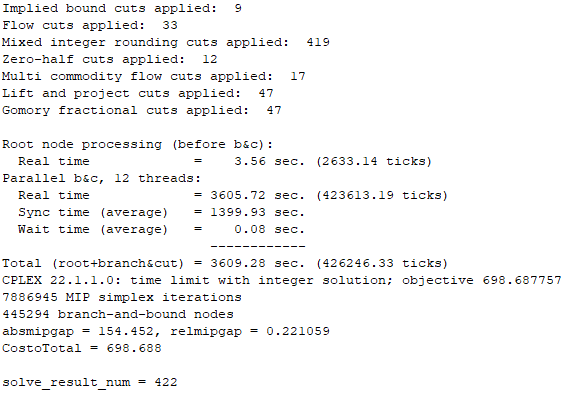 Implied bound cuts applied:  9
Flow cuts applied:  33
Mixed integer rounding cuts applied:  419
Zero-half cuts applied:  12
Multi commodity flow cuts applied:  17
Lift and project cuts applied:  47
Gomory fractional cuts applied:  47

Root node processing (before b&c):
  Real time             =    3.56 sec. (2633.14 ticks)
Parallel b&c, 12 threads:
  Real time             = 3605.72 sec. (423613.19 ticks)
  Sync time (average)   = 1399.93 sec.
  Wait time (average)   =    0.08 sec.
                          ------------
Total (root+branch&cut) = 3609.28 sec. (426246.33 ticks)
CPLEX 22.1.1.0: time limit with integer solution; objective 698.687757
7886945 MIP simplex iterations
445294 branch-and-bound nodes
absmipgap = 154.452, relmipgap = 0.221059
CostoTotal = 698.688

solve_result_num = 422